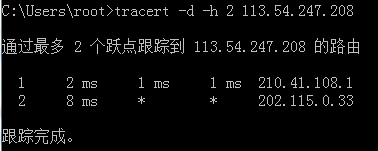 C:\Users\root>tracert -d -h 2 113.54.247.208
通过最多 2 个跃点跟踪到 113.54.247.208 的路由
1 2 ms 1 ms 1 ms 210.41.108.1
2 8 ms * * 202.115.0.33
跟踪完成。